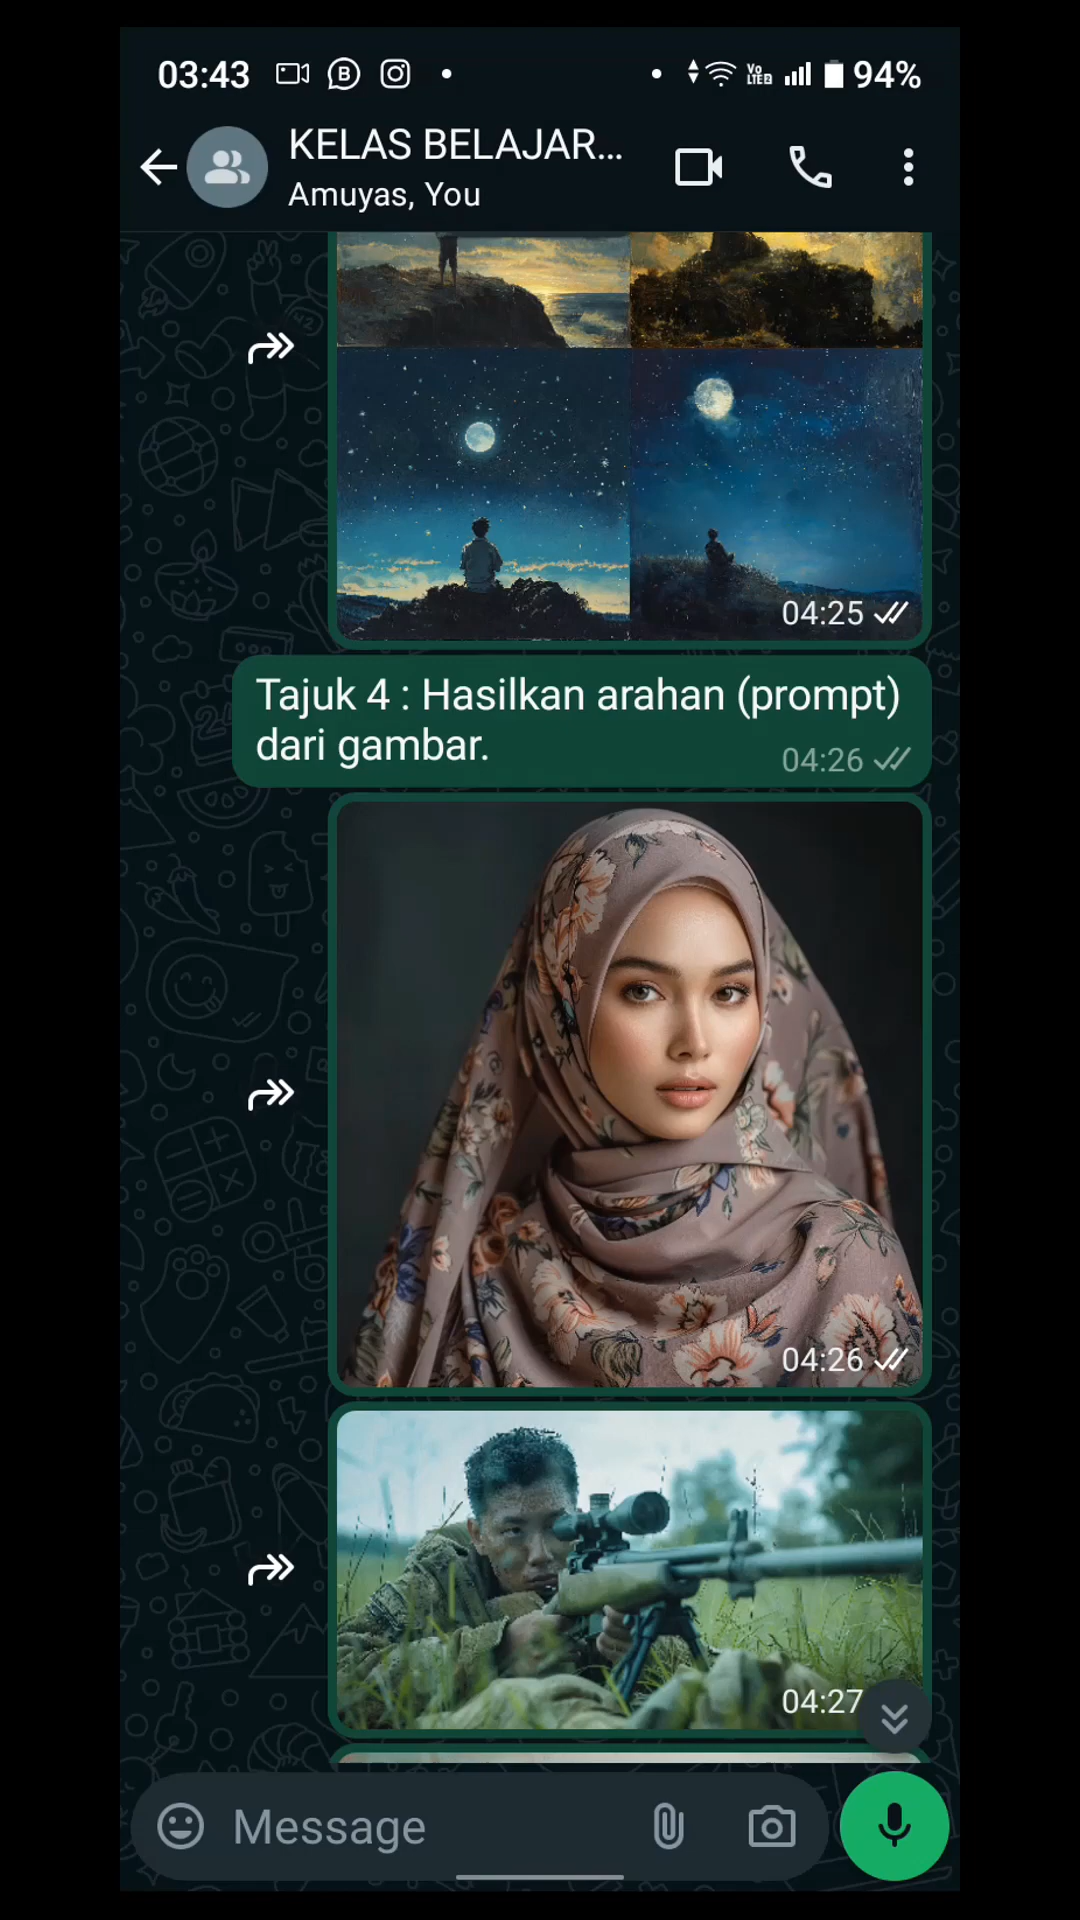 03:43
94%
KELAS BELAJAR...
Amuyas, You
04:25
Tajuk 4 : Hasilkan arahan (prompt)
dari gambar.
04:26
04:26
04:27
Message